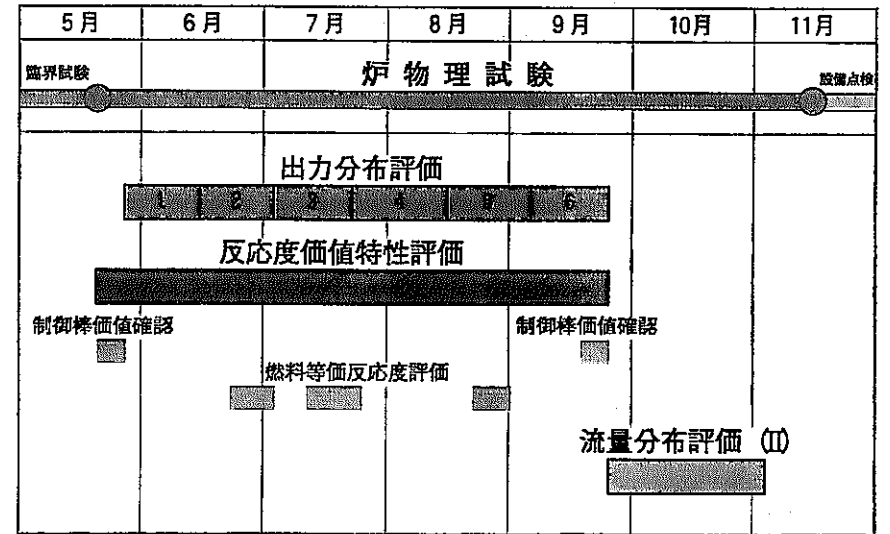 5月 6月 7月 8月 9月 10月 11月
臨界試験
炉物理試験
設備点検
出力分布評価
1 2 3 4 5 6
反応度価値特性評価
制御棒価値確認 制御棒価値確認
燃料等価反応度評価
流量分布評価 (II)